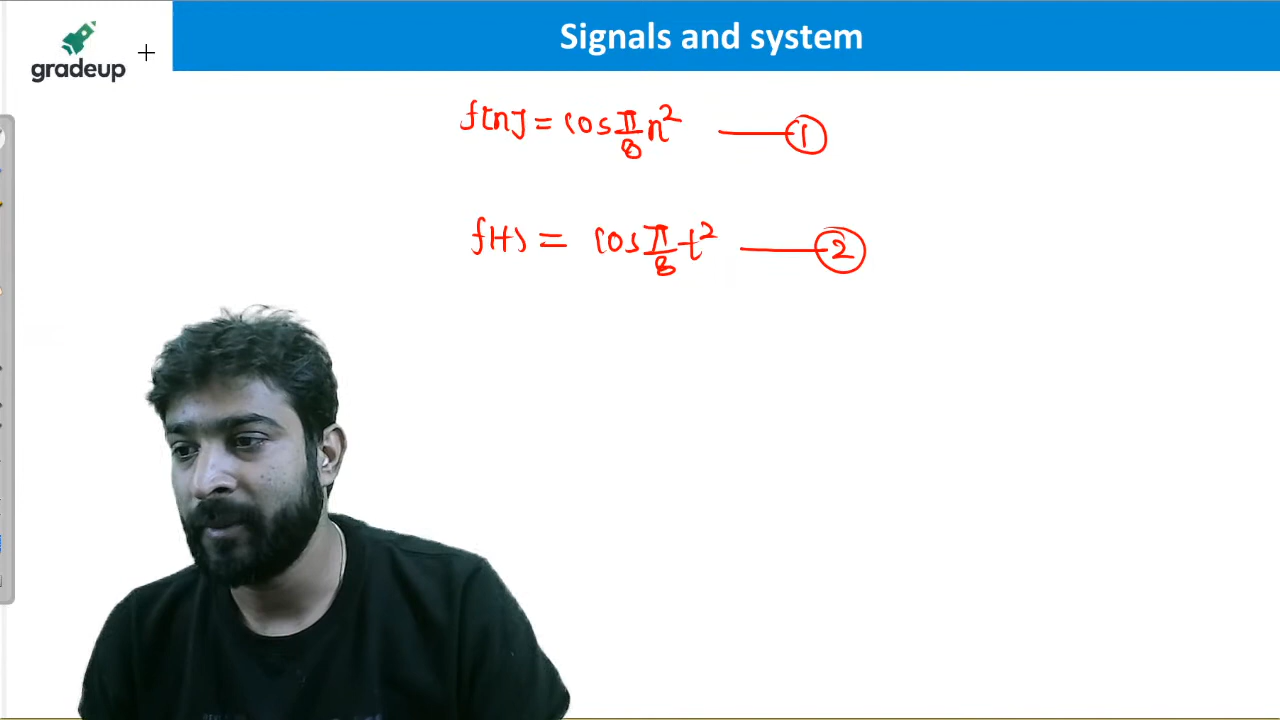 Signals and system
gradeup
f[n] = cos π/8 n² — ①
f(t) = cos π/8 t² — ②